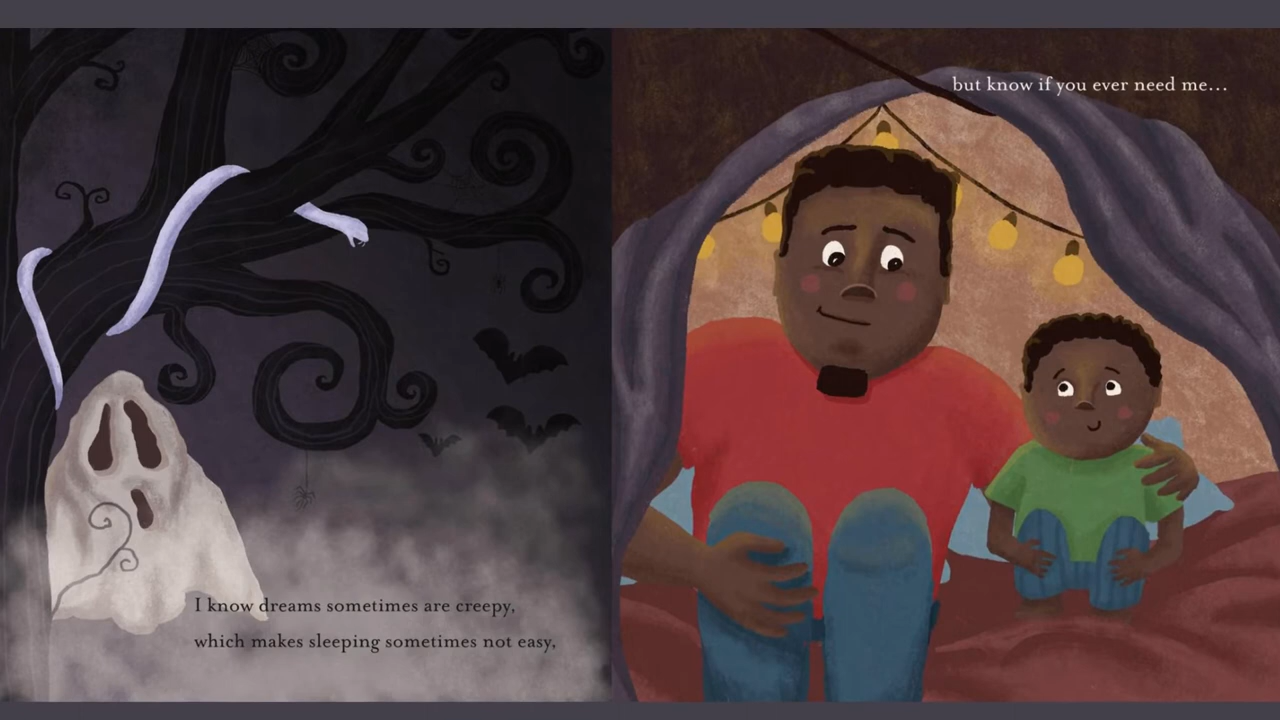 I know dreams sometimes are creepy,
which makes sleeping sometimes not easy,
but know if you ever need me...